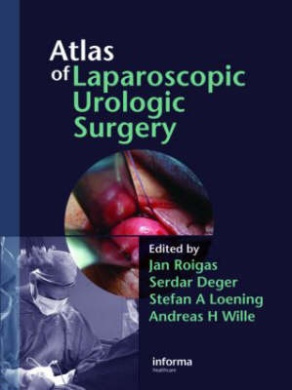 Atlas
of Laparoscopic
Urologic
Surgery
Edited by
Jan Roigas
Serdar Deger
Stefan A Loening
Andreas H Wille
informa
healthcare